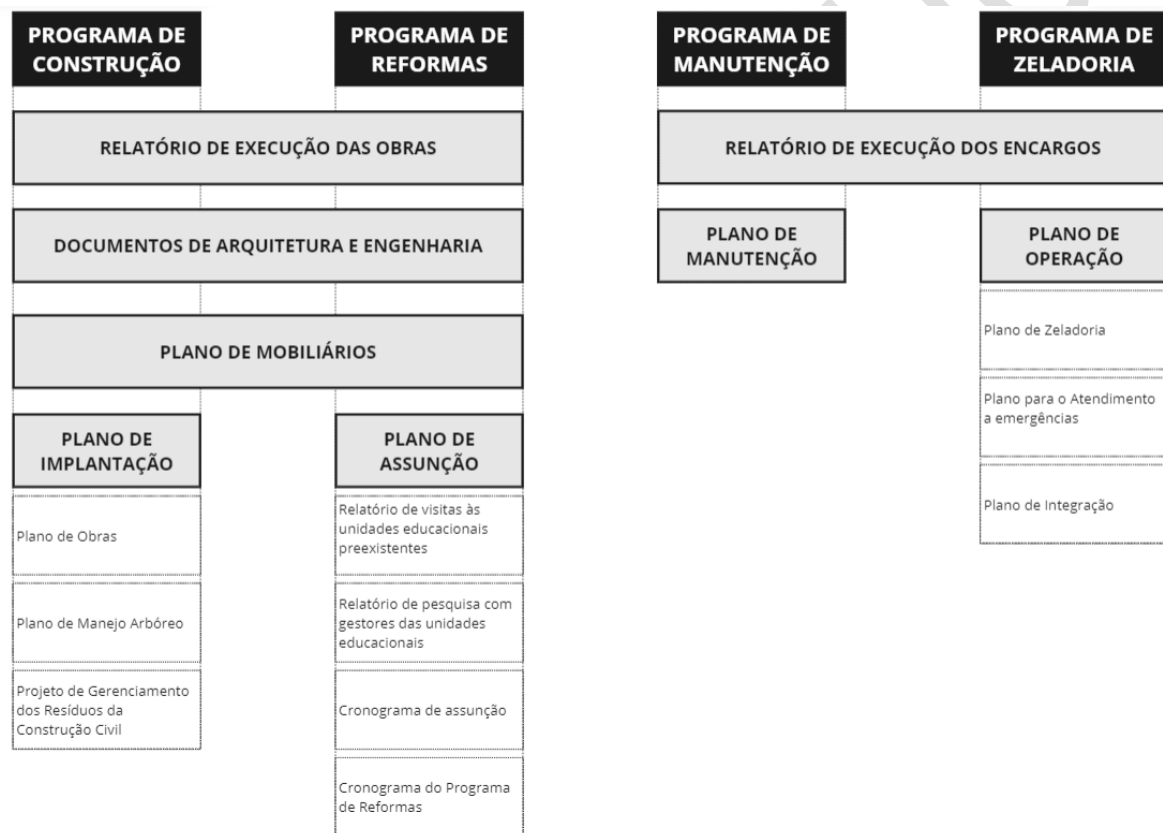 PROGRAMA DE
CONSTRUÇÃO
PROGRAMA DE
REFORMAS
PROGRAMA DE
MANUTENÇÃO
PROGRAMA DE
ZELADORIA
RELATÓRIO DE EXECUÇÃO DAS OBRAS
RELATÓRIO DE EXECUÇÃO DOS ENCARGOS
DOCUMENTOS DE ARQUITETURA E ENGENHARIA
PLANO DE
MANUTENÇÃO
PLANO DE
OPERAÇÃO
Plano de Zeladoria
Plano para o Atendimento
a emergências
Plano de Integração
PLANO DE MOBILIÁRIOS
PLANO DE
IMPLANTAÇÃO
Plano de Obras
Plano de Manejo Arbóreo
Projeto de Gerenciamento
dos Resíduos da
Construção Civil
PLANO DE
ASSUNÇÃO
Relatório de visitas às
unidades educacionais
preexistentes
Relatório de pesquisa com
gestores das unidades
educacionais
Cronograma de assunção
Cronograma do Programa
de Reformas